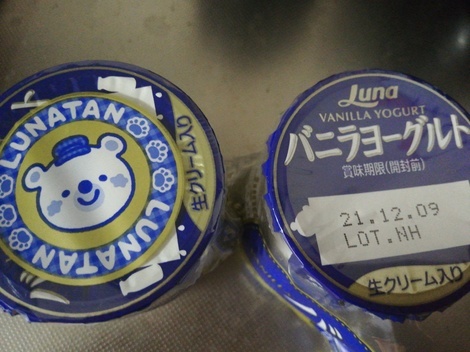 ト
LUNATAN
LUNATAN
生クリーム入り
Luna
VANILLA YOGURT
バニラヨーグルト
賞味期限(開封前)
21.12.09
LOT.NH
生クリーム入り